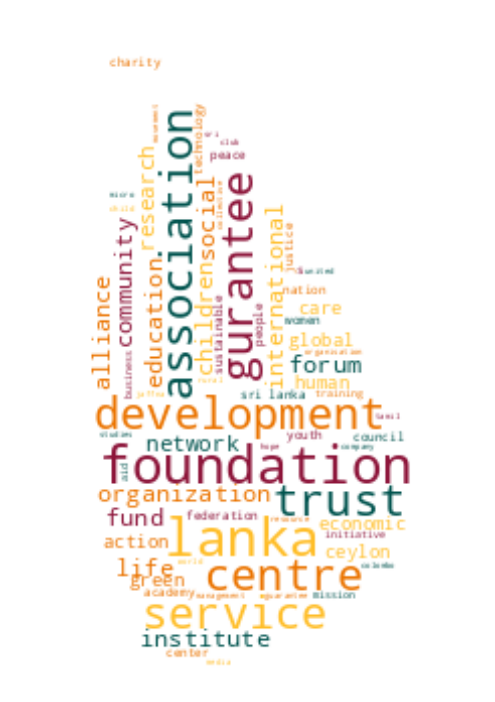 charity
association
technology
sri
club
peace
research
social
gurantee
micro
child
community
children
international
justice
united
education
alliance
nation
sustainable
people
care
women
global
organisation
forum
business
human
rural
jaffna
sri lanka
training
development
tamil
studies
network
youth
council
hope
company
foundation
aid
organization
trust
fund
federation
resource
economic
action
lanka
initiative
ceylon
world
life
green
centre
colombo
academy
management
aguarantee
mission
service
institute
center
media